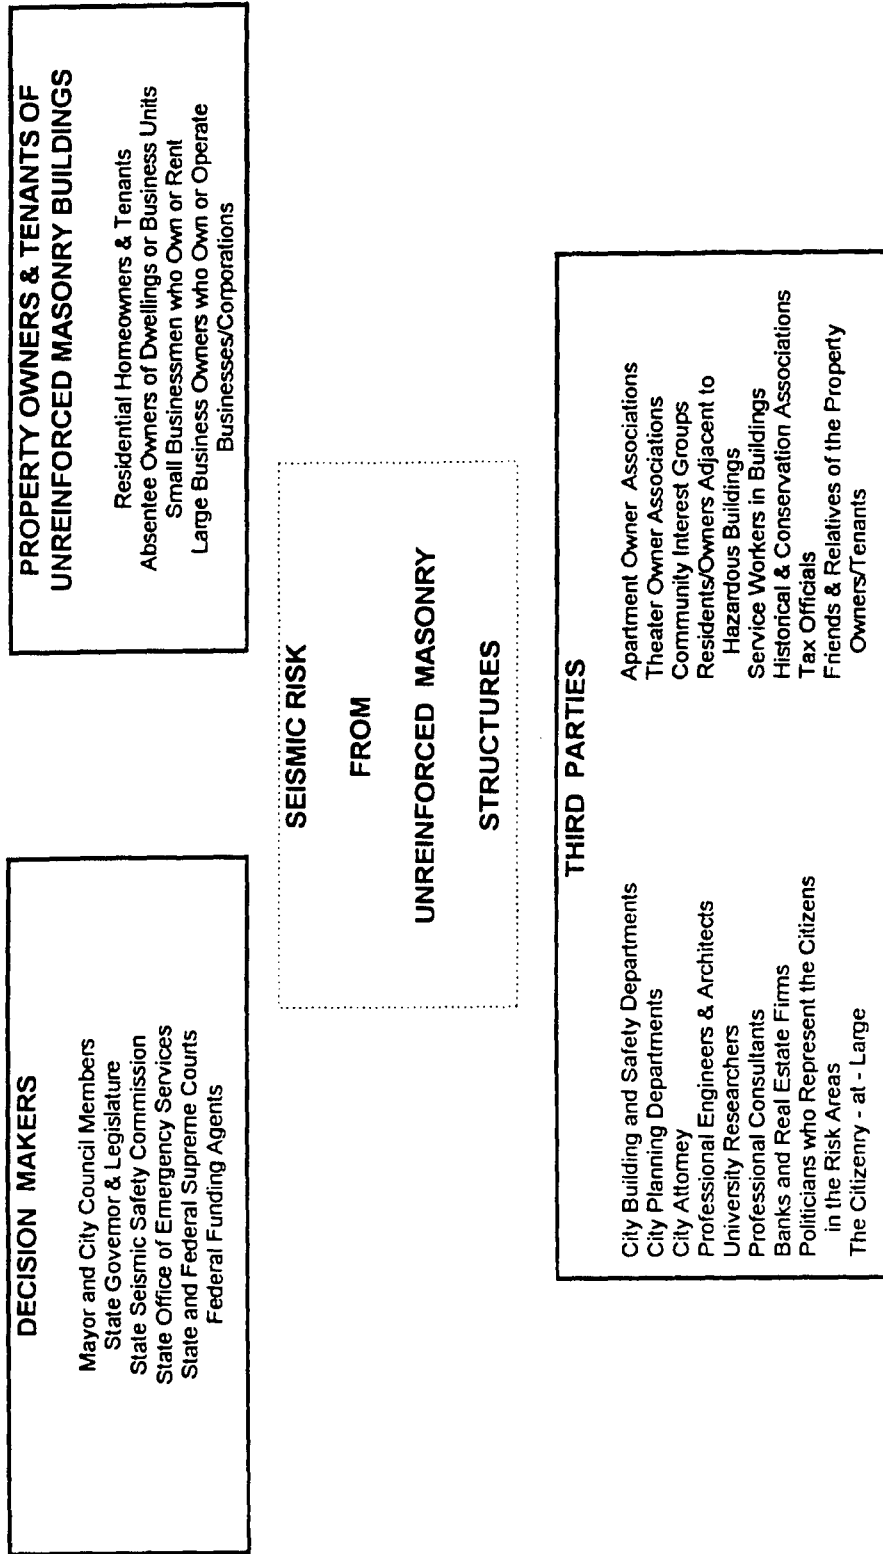 DECISION MAKERS
Mayor and City Council Members
State Governor & Legislature
State Seismic Safety Commission
State Office of Emergency Services
State and Federal Supreme Courts
Federal Funding Agents
PROPERTY OWNERS & TENANTS OF
UNREINFORCED MASONRY BUILDINGS
Residential Homeowners & Tenants
Absentee Owners of Dwellings or Business Units
Small Businessmen who Own or Rent
Large Business Owners who Own or Operate
Businesses/Corporations
SEISMIC RISK
FROM
UNREINFORCED MASONRY
STRUCTURES
THIRD PARTIES
City Building and Safety Departments
City Planning Departments
City Attorney
Professional Engineers & Architects
University Researchers
Professional Consultants
Banks and Real Estate Firms
Politicians who Represent the Citizens
in the Risk Areas
The Citizenry - at - Large
Apartment Owner Associations
Theater Owner Associations
Community Interest Groups
Residents/Owners Adjacent to
Hazardous Buildings
Service Workers in Buildings
Historical & Conservation Associations
Tax Officials
Friends & Relatives of the Property
Owners/Tenants